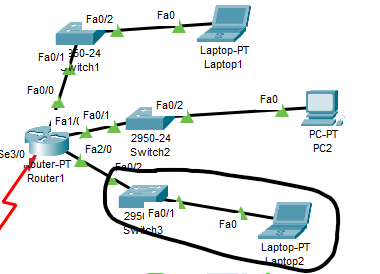 Fa0/2
Fa0
50-24
Switch1
Laptop-PT
Laptop1
Fa0/1
Fa0/0
Fa0/2
Fa0
Fa1/0
Fa0/1
2950-24
Switch2
PC-PT
PC2
Se3/0
Router-PT
Router1
Fa2/0
Fa0/2
295
Fa0/1
Switch3
Fa0
Laptop-PT
Laptop2